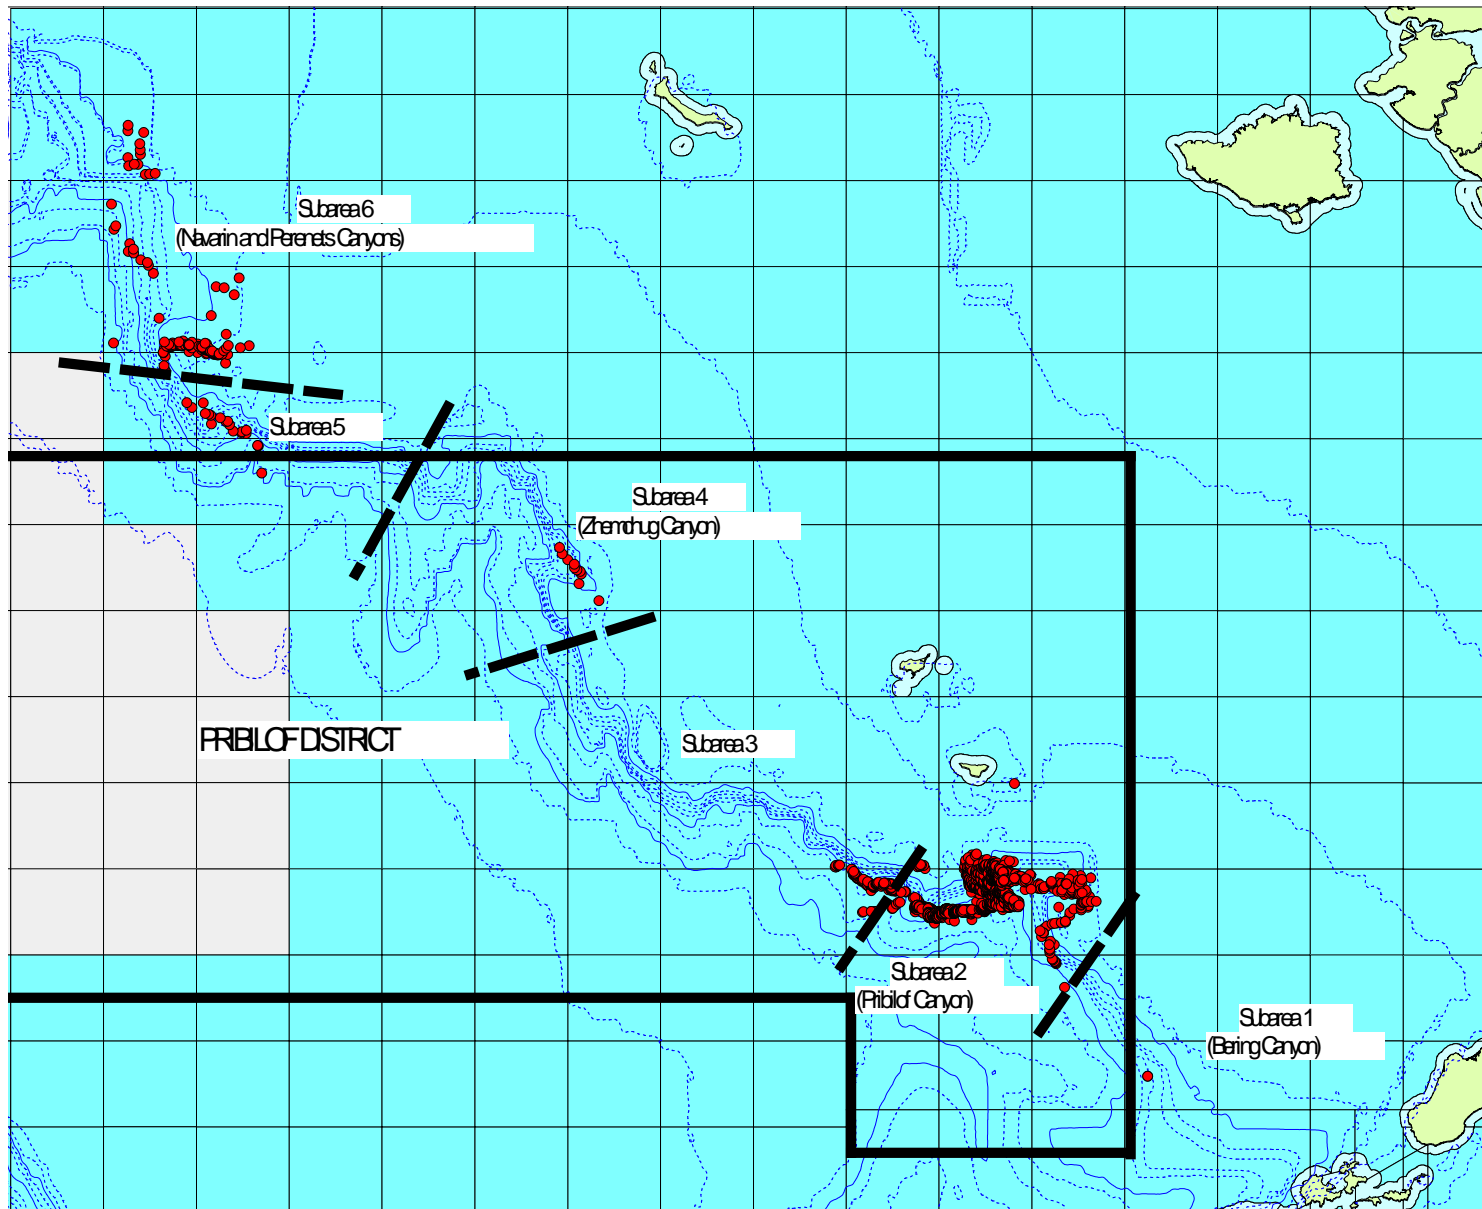 Subarea 6
(Navarin and Perenets Canyons)
Subarea 5
Subarea 4
(Zhemchug Canyon)
PRIBILOF DISTRICT
Subarea 3
Subarea 2
(Pribilof Canyon)
Subarea 1
(Bering Canyon)